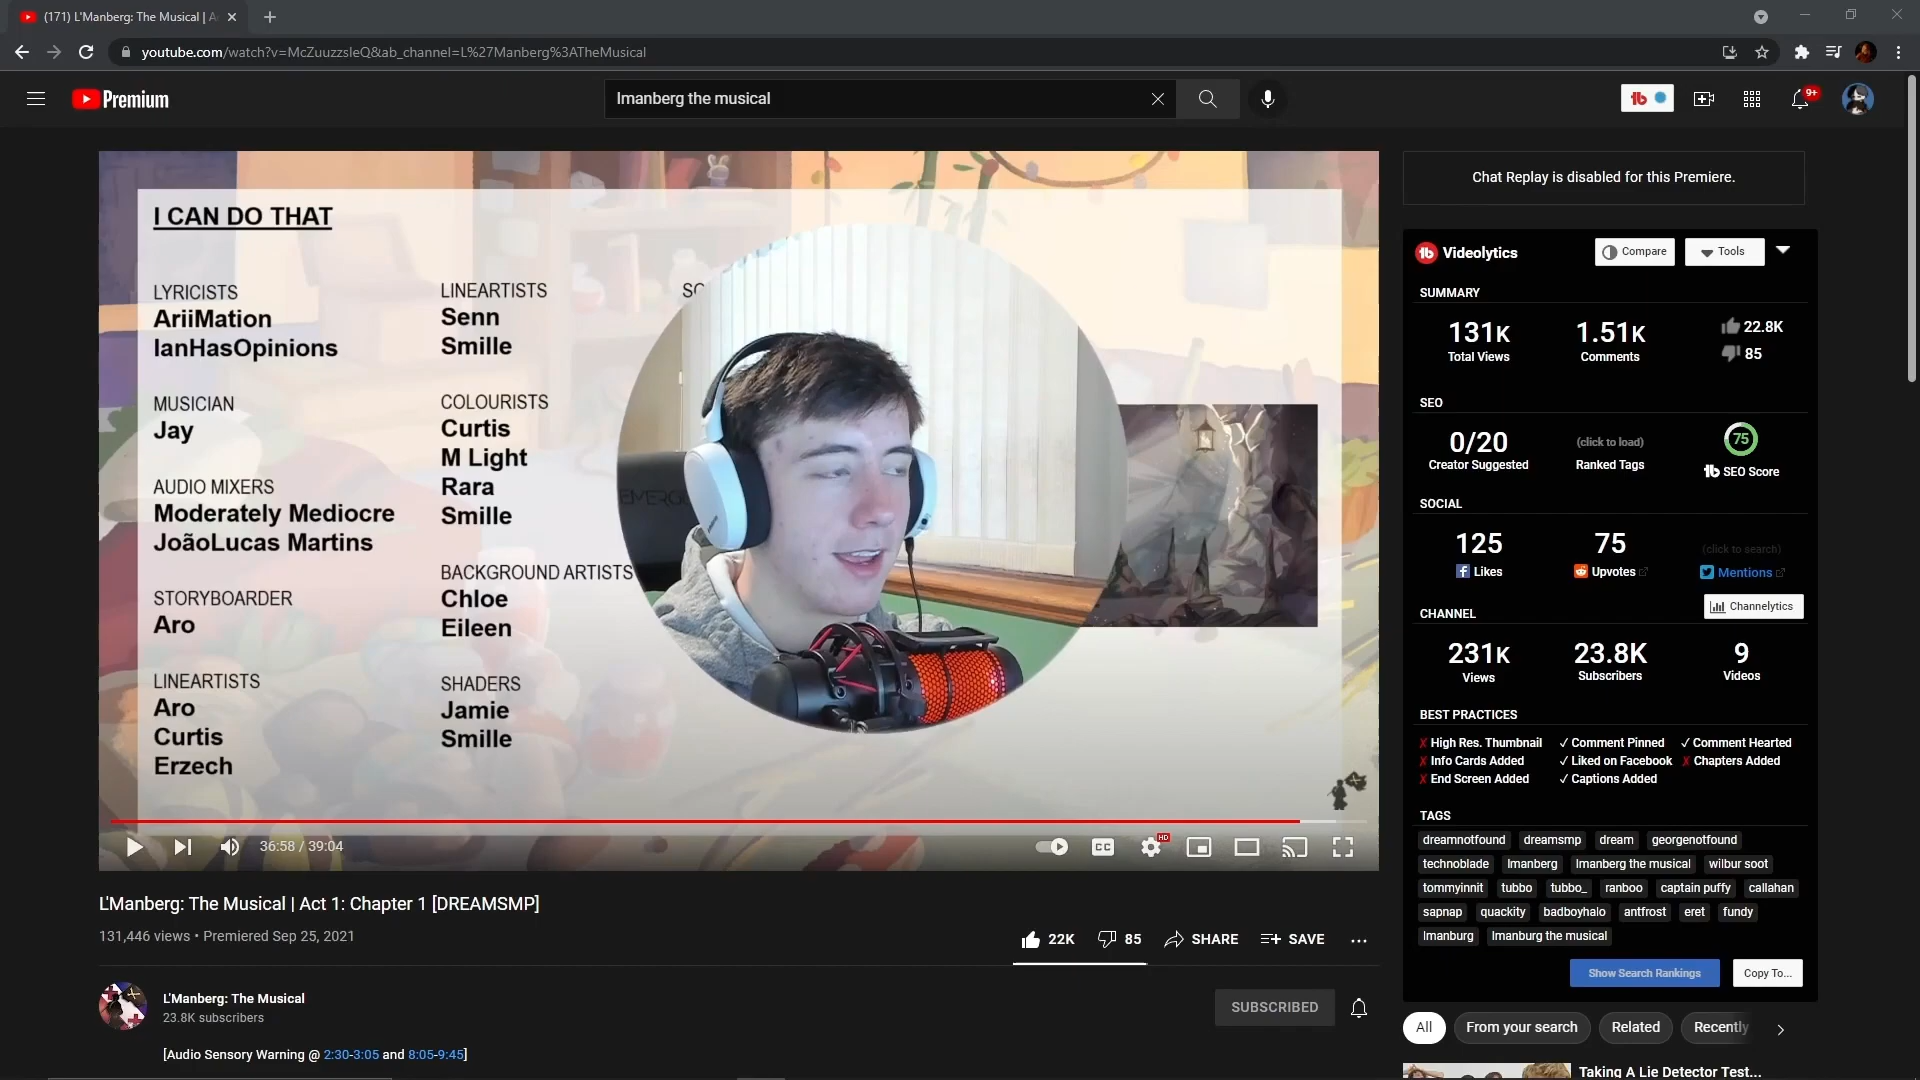 (171) L'Manberg: The Musical | A
youtube.com/watch?v=McZuuzzsleQ&ab_channel=L%27Manberg%3ATheMusical
Premium
lmanberg the musical
9+
I CAN DO THAT
LYRICISTS
AriiMation
IanHasOpinions
MUSICIAN
Jay
AUDIO MIXERS
Moderately Mediocre
JoãoLucas Martins
STORYBOARDER
Aro
LINEARTISTS
Aro
Curtis
Erzech
LINEARTISTS
Senn
Smille
COLOURISTS
Curtis
M Light
Rara
Smille
BACKGROUND ARTISTS
Chloe
Eileen
SHADERS
Jamie
Smille
36:58 / 39:04
CC
HD
L'Manberg: The Musical | Act 1: Chapter 1 [DREAMSMP]
131,446 views • Premiered Sep 25, 2021
22K
85
SHARE
SAVE
L'Manberg: The Musical
23.8K subscribers
SUBSCRIBED
[Audio Sensory Warning @ 2:30-3:05 and 8:05-9:45]
Chat Replay is disabled for this Premiere.
Videolytics
Compare
Tools
SUMMARY
131K
Total Views
1.51K
Comments
22.8K
85
SEO
0/20
Creator Suggested
(click to load)
Ranked Tags
75
SEO Score
SOCIAL
125
Likes
75
Upvotes
(click to search)
Mentions
CHANNEL
Channelytics
231K
Views
23.8K
Subscribers
9
Videos
BEST PRACTICES
✗ High Res. Thumbnail ✓ Comment Pinned ✓ Comment Hearted
✗ Info Cards Added ✓ Liked on Facebook ✗ Chapters Added
✗ End Screen Added ✓ Captions Added
TAGS
dreamnotfound dreamsmp dream georgenotfound
technoblade lmanberg lmanberg the musical wilbur soot
tommyinnit tubbo tubbo_ ranboo captain puffy callahan
sapnap quackity badboyhalo antfrost eret fundy
lmanburg lmanburg the musical
Show Search Rankings
Copy To...
All
From your search
Related
Recently
Taking A Lie Detector Test...